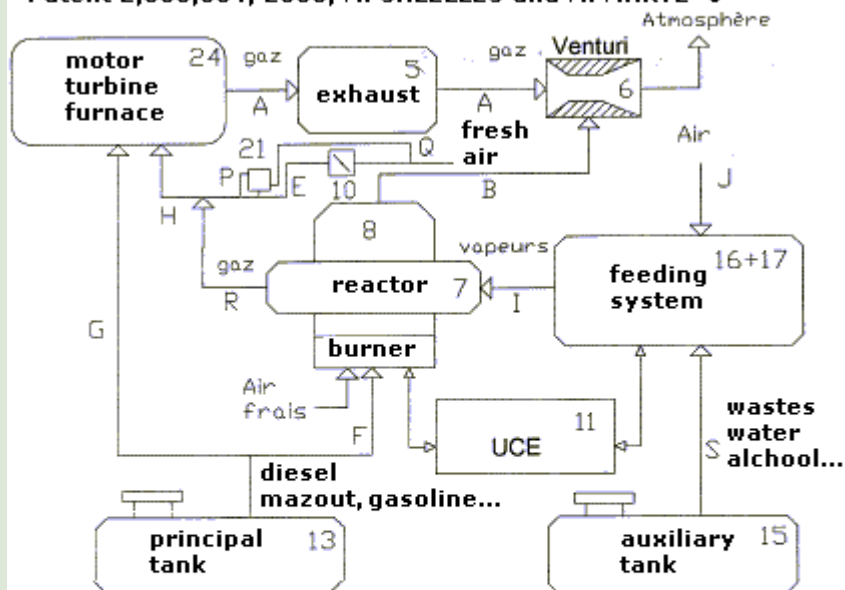 Atmosphère
motor
turbine
furnace
24
gaz
A
5
exhaust
gaz
A
Venturi
6
fresh
air
21
P
E
10
Q
B
H
Air
J
8
gaz
R
reactor
7
vapeurs
I
feeding
system
16+17
G
burner
Air
frais
F
UCE
11
wastes
water
alchool...
S
diesel
mazout, gasoline...
principal
tank
13
auxiliary
tank
15